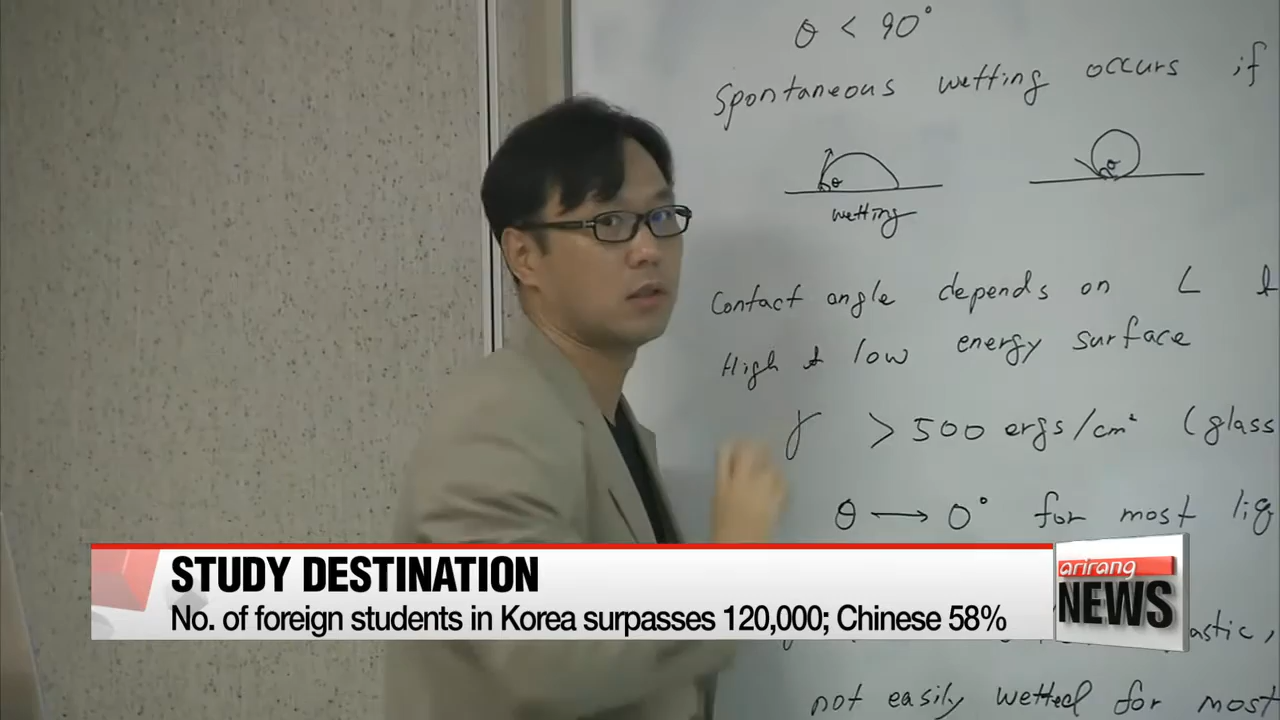 θ < 90°
Spontaneous wetting occurs if
θ
θ
wetting
Contact angle depends on L &
High & low energy surface
γ > 500 ergs/cm² (glass
θ → 0° for most liq
STUDY DESTINATION
No. of foreign students in Korea surpasses 120,000; Chinese 58%
arirang
NEWS
astic,
not easily wetted for most